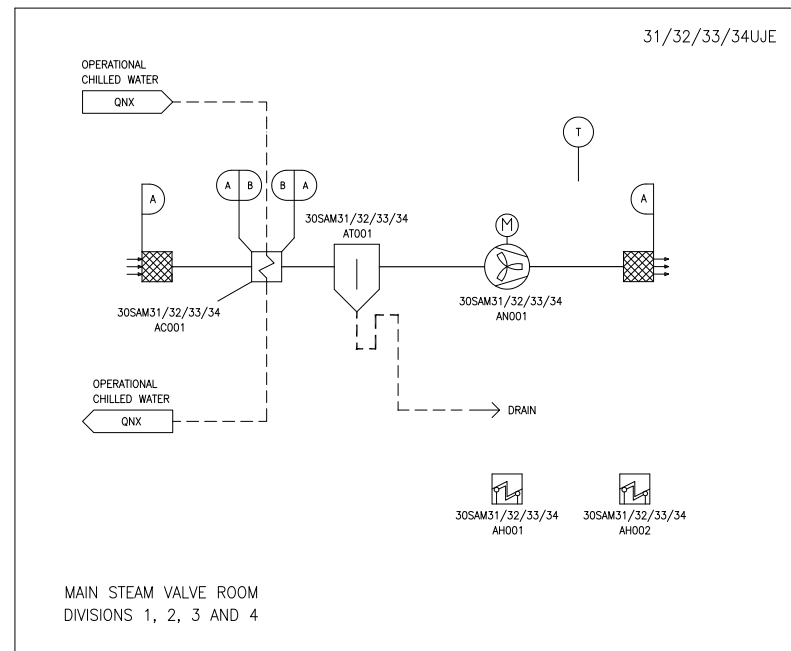 31/32/33/34UJE
OPERATIONAL
CHILLED WATER
QNX
T
A
A B
B A
A
30SAM31/32/33/34
AT001
M
30SAM31/32/33/34
AN001
30SAM31/32/33/34
AC001
OPERATIONAL
CHILLED WATER
QNX
DRAIN
30SAM31/32/33/34
AH001
30SAM31/32/33/34
AH002
MAIN STEAM VALVE ROOM
DIVISIONS 1, 2, 3 AND 4